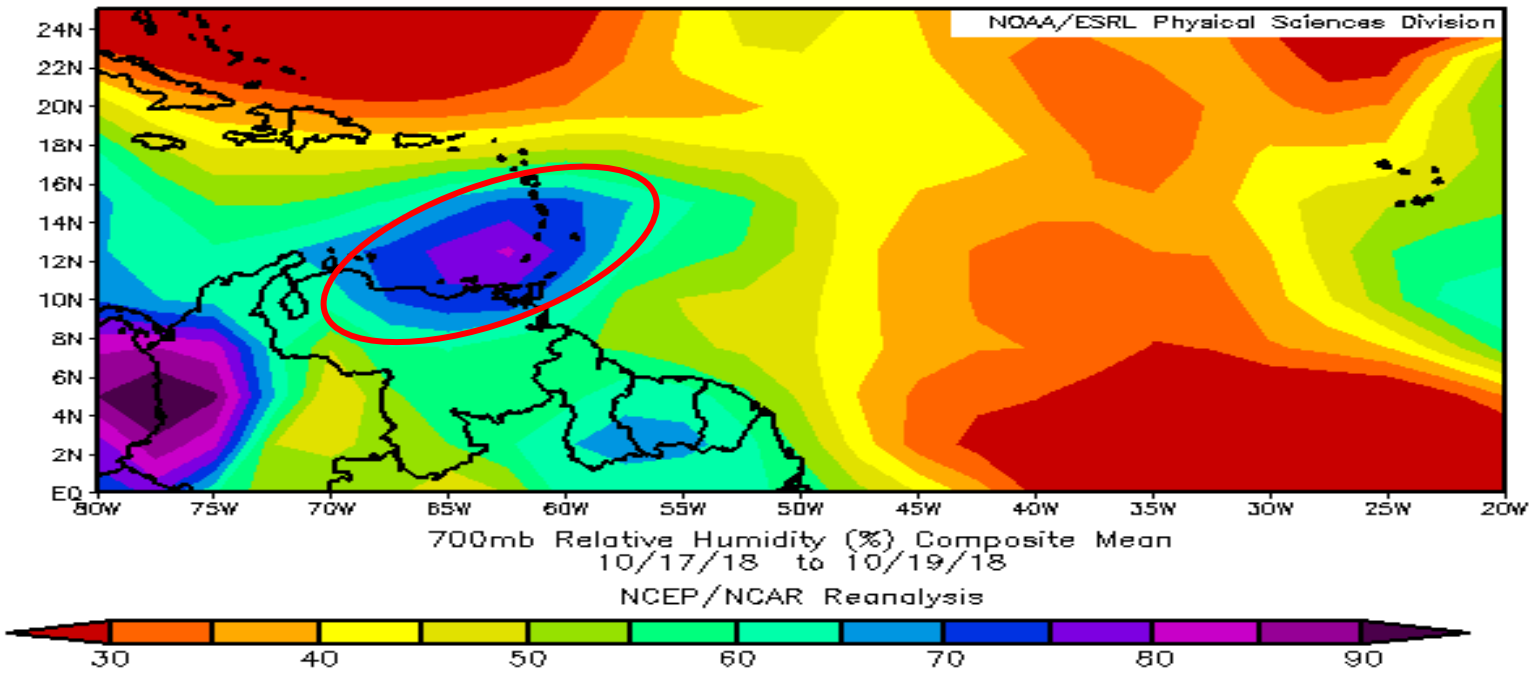 NOAA/ESRL Physical Sciences Division
24N
22N
20N
18N
16N
14N
12N
10N
8N
6N
4N
2N
EQ
80W 75W 70W 65W 60W 55W 50W 45W 40W 35W 30W 25W 20W
700mb Relative Humidity (%) Composite Mean
10/17/18 to 10/19/18
NCEP/NCAR Reanalysis
30 40 50 60 70 80 90